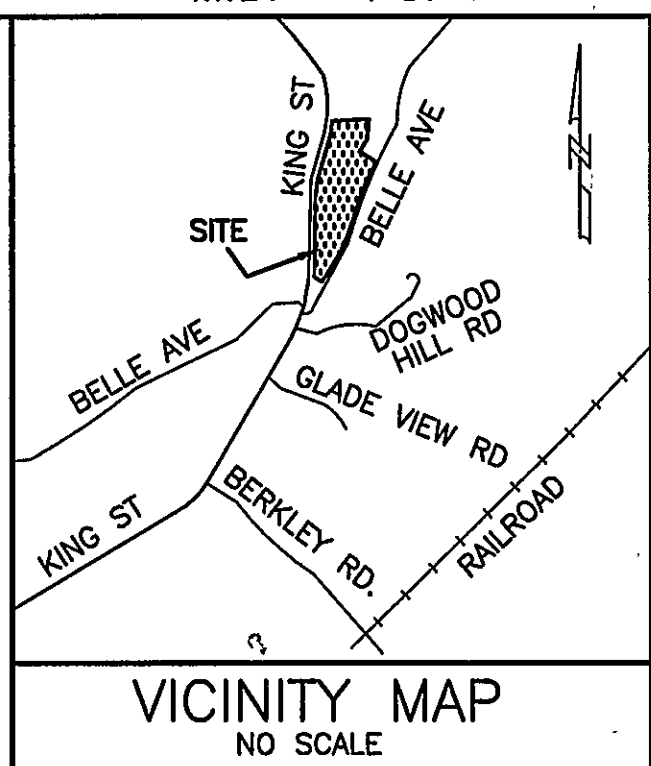 KING ST
BELLE AVE
N
SITE
DOGWOOD
HILL RD
BELLE AVE
GLADE VIEW RD
KING ST
BERKLEY RD.
RAILROAD
VICINITY MAP
NO SCALE